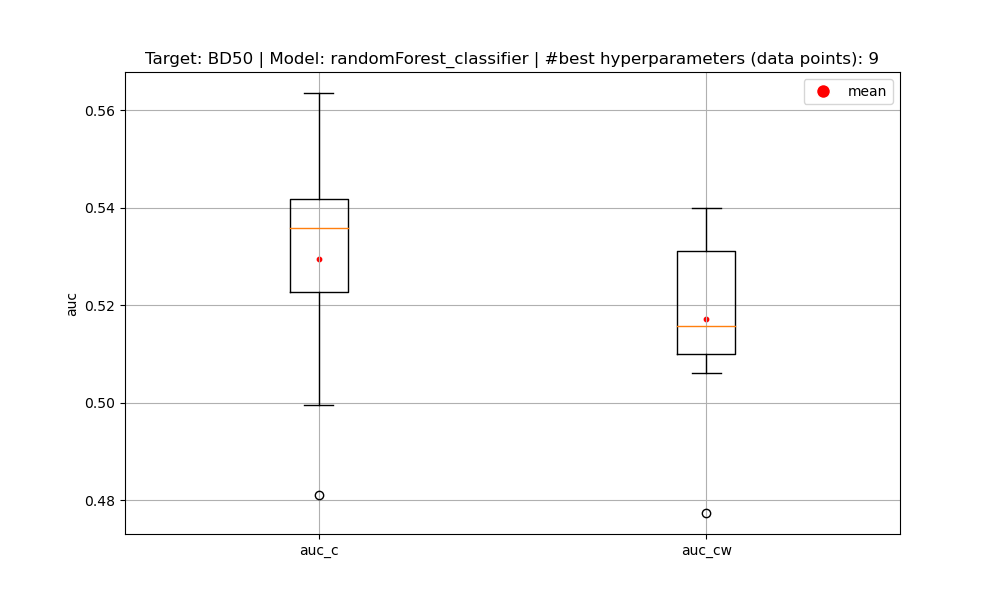 Target: BD50 | Model: randomForest_classifier | #best hyperparameters (data points): 9
mean
0.56
0.54
0.52
0.50
0.48
auc
auc_c
auc_cw